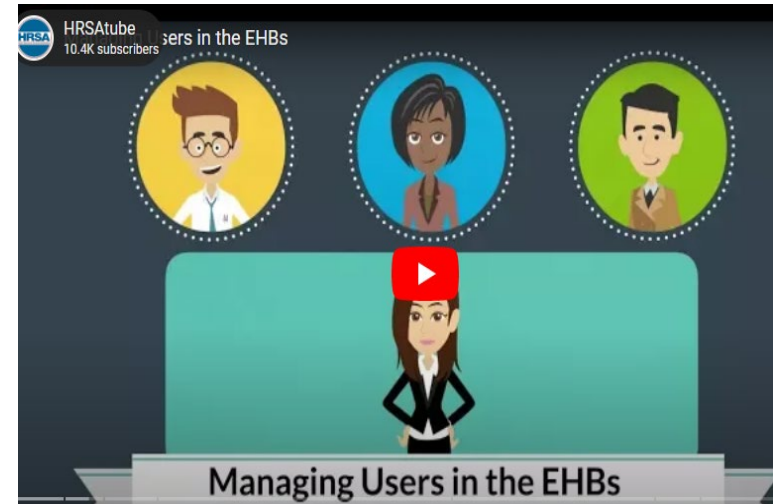 HRSA
HRSAtube
10.4K subscribers
sers in the EHBs
Managing Users in the EHBs